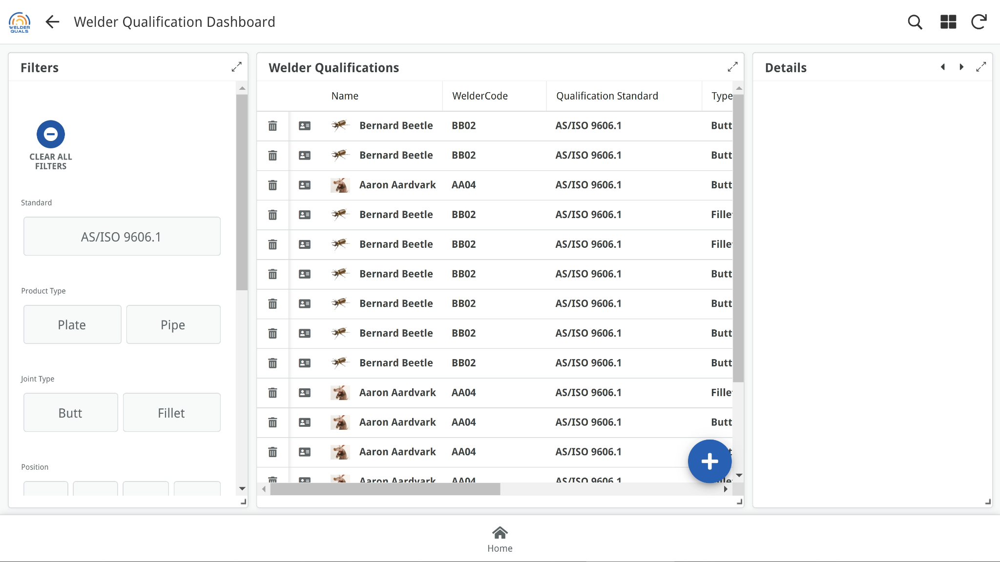 WELDER
QUALS
Welder Qualification Dashboard
Filters
CLEAR ALL
FILTERS
Standard
AS/ISO 9606.1
Product Type
Plate Pipe
Joint Type
Butt Fillet
Position
Welder Qualifications
Name WelderCode Qualification Standard Type
Bernard Beetle BB02 AS/ISO 9606.1 Butt
Bernard Beetle BB02 AS/ISO 9606.1 Butt
Aaron Aardvark AA04 AS/ISO 9606.1 Butt
Bernard Beetle BB02 AS/ISO 9606.1 Fille
Bernard Beetle BB02 AS/ISO 9606.1 Fille
Bernard Beetle BB02 AS/ISO 9606.1 Butt
Bernard Beetle BB02 AS/ISO 9606.1 Butt
Bernard Beetle BB02 AS/ISO 9606.1 Butt
Bernard Beetle BB02 AS/ISO 9606.1 Butt
Aaron Aardvark AA04 AS/ISO 9606.1 Fille
Aaron Aardvark AA04 AS/ISO 9606.1 Butt
Aaron Aardvark AA04 AS/ISO 9606.1
Aaron Aardvark AA04 AS/ISO 9606.1
Details
Home